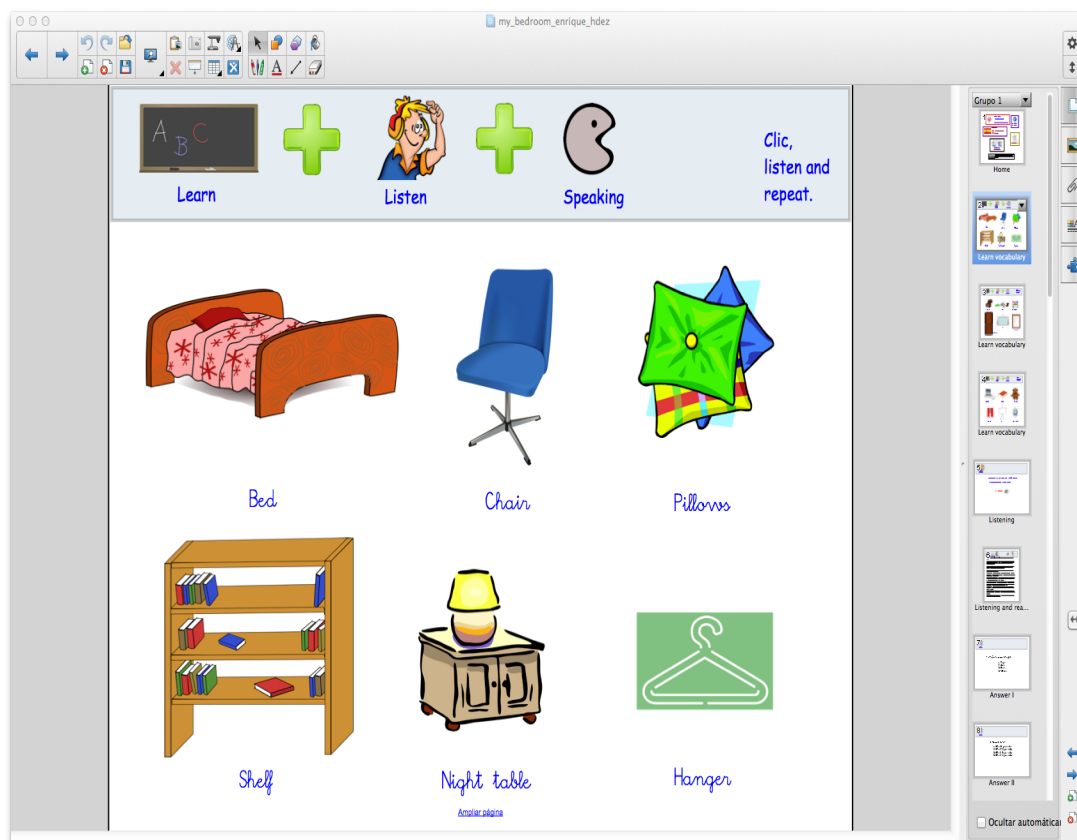 my_bedroom_enrique_hdez
Grupo 1
A B C
Learn
Listen
Speaking
Clic,
listen and
repeat.
Bed
Chair
Pillows
Shelf
Night table
Hanger
Ampliar página
Home
Learn vocabulary
Learn vocabulary
Learn vocabulary
Listening
Listening and rea...
Answer I
Answer II
Ocultar automática